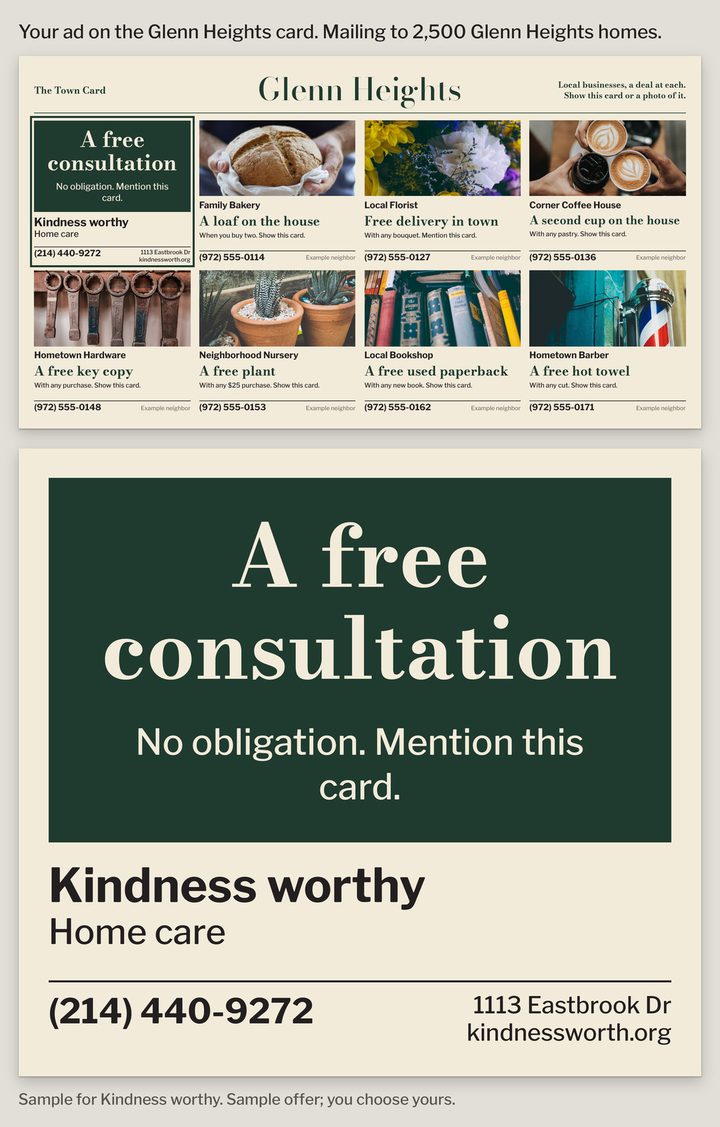 Your ad on the Glenn Heights card. Mailing to 2,500 Glenn Heights homes.
The Town Card
Glenn Heights
Local businesses, a deal at each.
Show this card or a photo of it.
A free
consultation
No obligation. Mention this
card.
Kindness worthy
Home care
(214) 440-9272
1113 Eastbrook Dr
kindnessworth.org
Family Bakery
A loaf on the house
When you buy two. Show this card.
(972) 555-0114
Example neighbor
Local Florist
Free delivery in town
With any bouquet. Mention this card.
(972) 555-0127
Example neighbor
Corner Coffee House
A second cup on the house
With any pastry. Show this card.
(972) 555-0136
Example neighbor
Hometown Hardware
A free key copy
With any purchase. Show this card.
(972) 555-0148
Example neighbor
Neighborhood Nursery
A free plant
With any $25 purchase. Show this card.
(972) 555-0153
Example neighbor
Local Bookshop
A free used paperback
With any new book. Show this card.
(972) 555-0162
Example neighbor
Hometown Barber
A free hot towel
With any cut. Show this card.
(972) 555-0171
Example neighbor
A free
consultation
No obligation. Mention this
card.
Kindness worthy
Home care
(214) 440-9272
1113 Eastbrook Dr
kindnessworth.org
Sample for Kindness worthy. Sample offer; you choose yours.